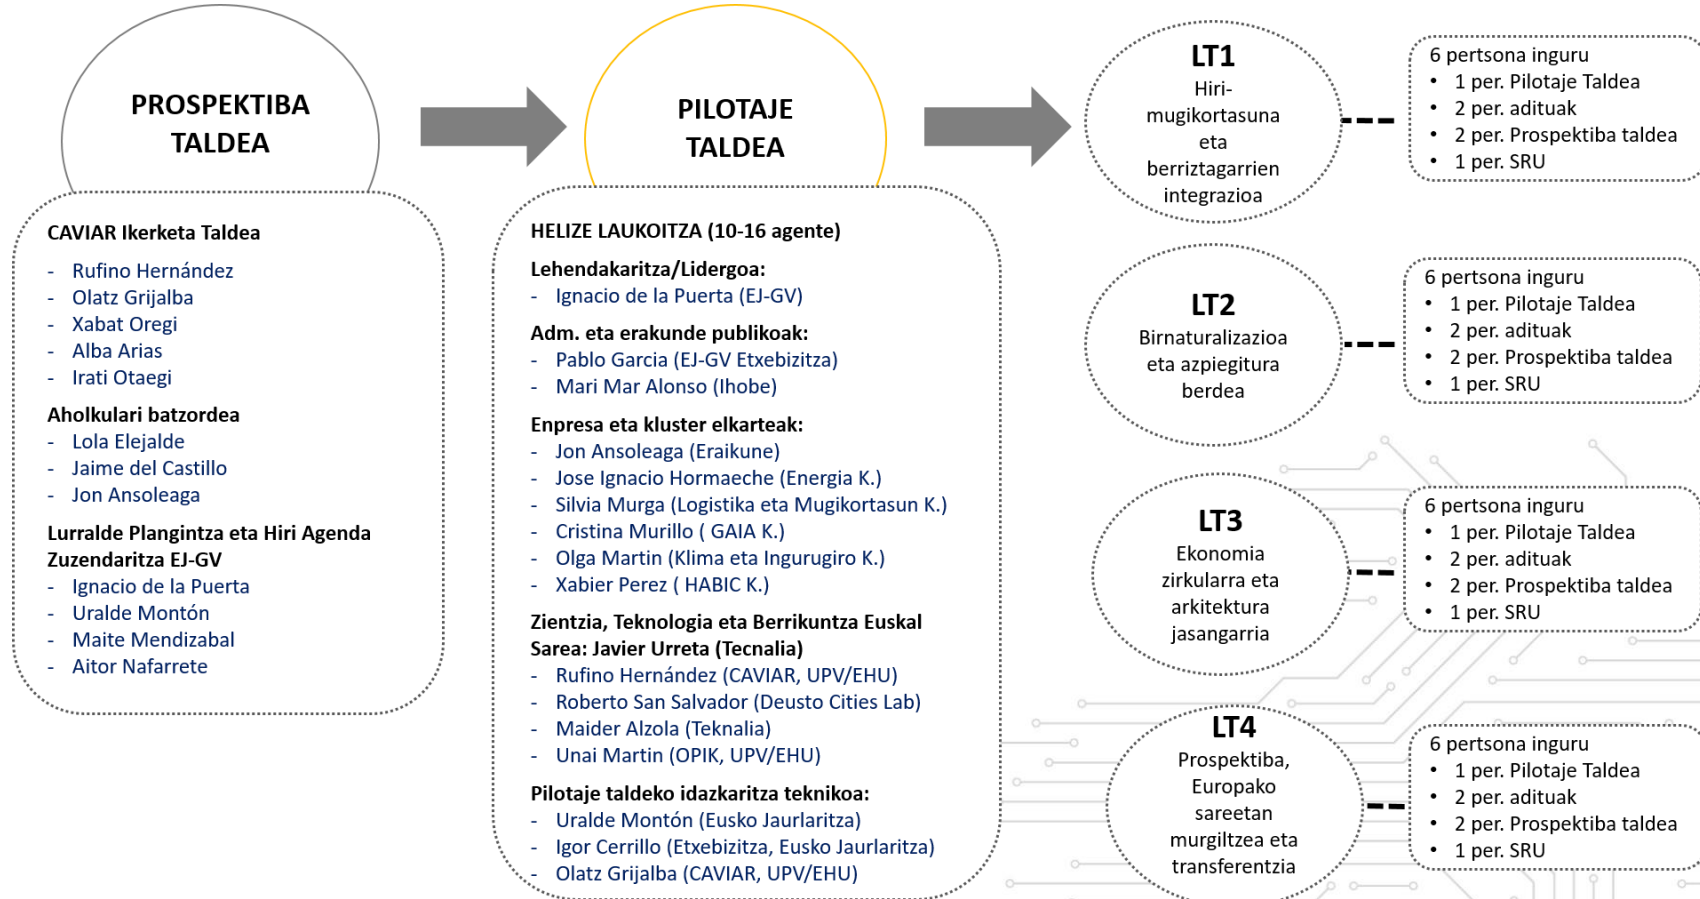 PROSPEKTIBA
TALDEA
CAVIAR Ikerketa Taldea
- Rufino Hernández
- Olatz Grijalba
- Xabat Oregi
- Alba Arias
- Irati Otaegi
Aholkulari batzordea
- Lola Elejalde
- Jaime del Castillo
- Jon Ansoleaga
Lurralde Plangintza eta Hiri Agenda
Zuzendaritza EJ-GV
- Ignacio de la Puerta
- Uralde Montón
- Maite Mendizabal
- Aitor Nafarrete
PILOTAJE
TALDEA
HELIZE LAUKOITZA (10-16 agente)
Lehendakaritza/Lidergoa:
- Ignacio de la Puerta (EJ-GV)
Adm. eta erakunde publikoak:
- Pablo Garcia (EJ-GV Etxebizitza)
- Mari Mar Alonso (Ihobe)
Enpresa eta kluster elkarteak:
- Jon Ansoleaga (Eraikune)
- Jose Ignacio Hormaeche (Energia K.)
- Silvia Murga (Logistika eta Mugikortasun K.)
- Cristina Murillo ( GAIA K.)
- Olga Martin (Klima eta Ingurugiro K.)
- Xabier Perez ( HABIC K.)
Zientzia, Teknologia eta Berrikuntza Euskal
Sarea: Javier Urreta (Tecnalia)
- Rufino Hernández (CAVIAR, UPV/EHU)
- Roberto San Salvador (Deusto Cities Lab)
- Maider Alzola (Teknalia)
- Unai Martin (OPIK, UPV/EHU)
Pilotaje taldeko idazkaritza teknikoa:
- Uralde Montón (Eusko Jaurlaritza)
- Igor Cerrillo (Etxebizitza, Eusko Jaurlaritza)
- Olatz Grijalba (CAVIAR, UPV/EHU)
LT1
Hiri-
mugikortasuna
eta
berriztagarrien
integrazioa
6 pertsona inguru
• 1 per. Pilotaje Taldea
• 2 per. adituak
• 2 per. Prospektiba taldea
• 1 per. SRU
LT2
Birnaturalizazioa
eta azpiegitura
berdea
6 pertsona inguru
• 1 per. Pilotaje Taldea
• 2 per. adituak
• 2 per. Prospektiba taldea
• 1 per. SRU
LT3
Ekonomia
zirkularra eta
arkitektura
jasangarria
6 pertsona inguru
• 1 per. Pilotaje Taldea
• 2 per. adituak
• 2 per. Prospektiba taldea
• 1 per. SRU
LT4
Prospektiba,
Europako
sareetan
murgiltzea eta
transferentzia
6 pertsona inguru
• 1 per. Pilotaje Taldea
• 2 per. adituak
• 2 per. Prospektiba taldea
• 1 per. SRU